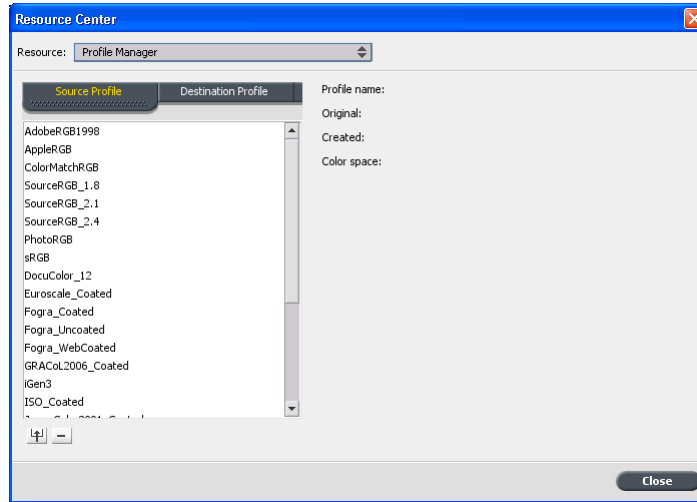 Resource Center
Resource: Profile Manager
Source Profile Destination Profile
Profile name:
Original:
Created:
Color space:
AdobeRGB1998
AppleRGB
ColorMatchRGB
SourceRGB_1.8
SourceRGB_2.1
SourceRGB_2.4
PhotoRGB
sRGB
DocuColor_12
Euroscale_Coated
Fogra_Coated
Fogra_Uncoated
Fogra_WebCoated
GRACoL2006_Coated
iGen3
ISO_Coated
Close